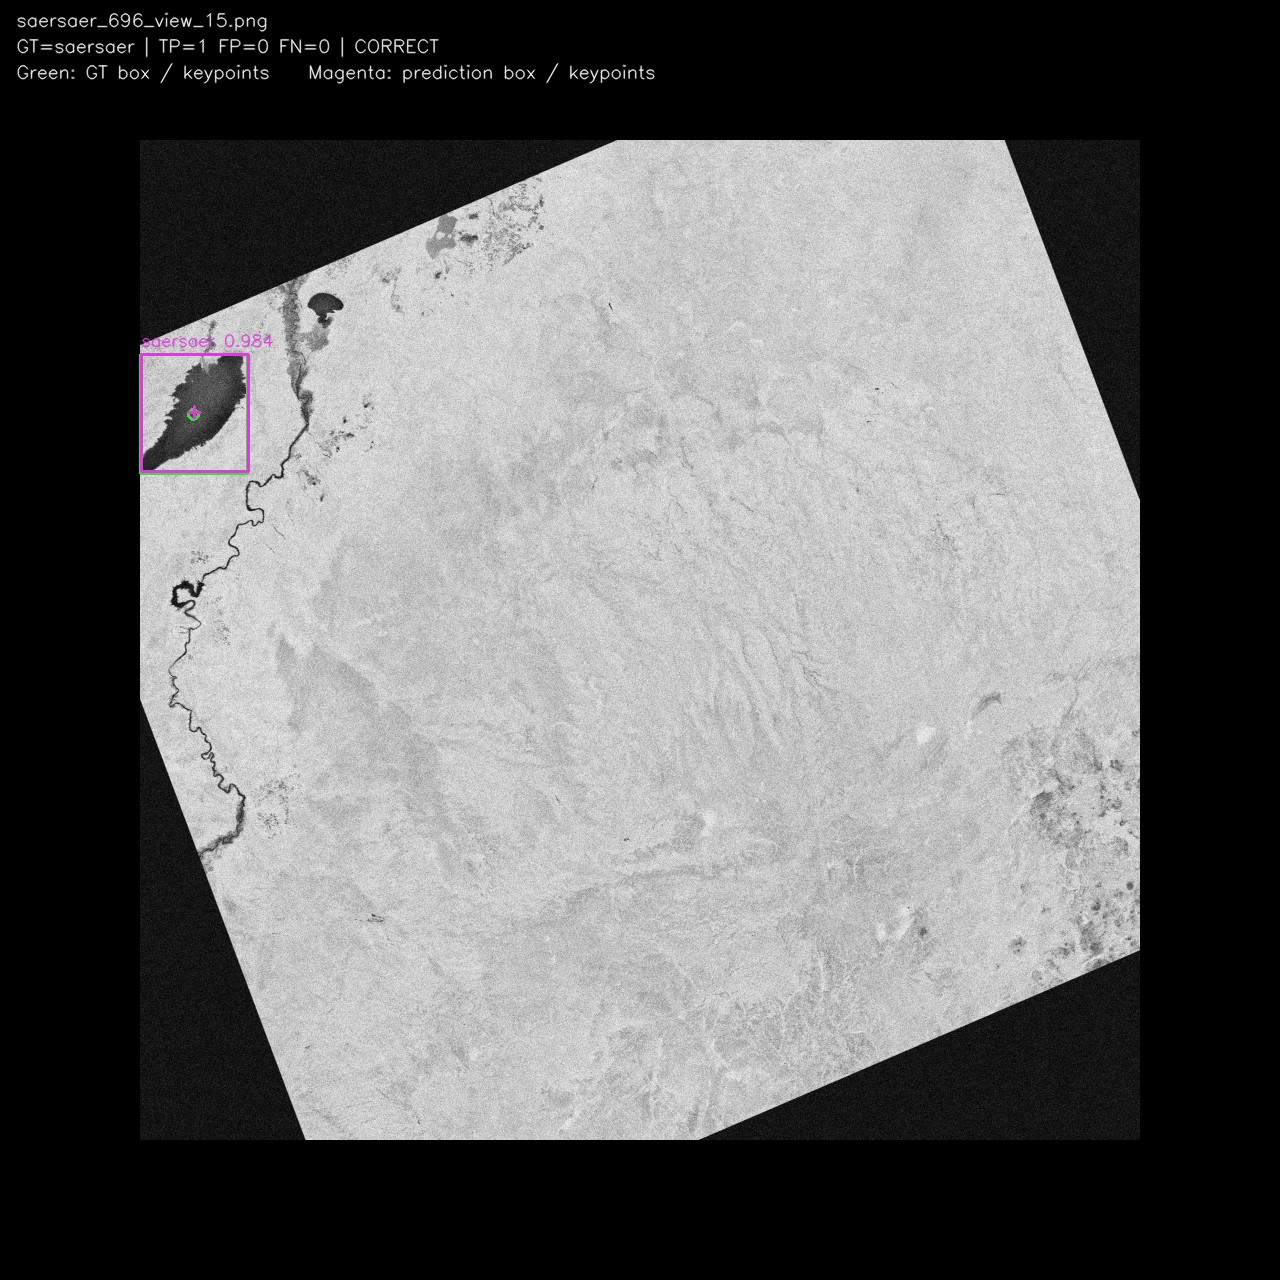 saersaer_696_view_15.png
GT=saersaer | TP=1 FP=0 FN=0 | CORRECT
Green: GT box / keypoints    Magenta: prediction box / keypoints
saersaer 0.984